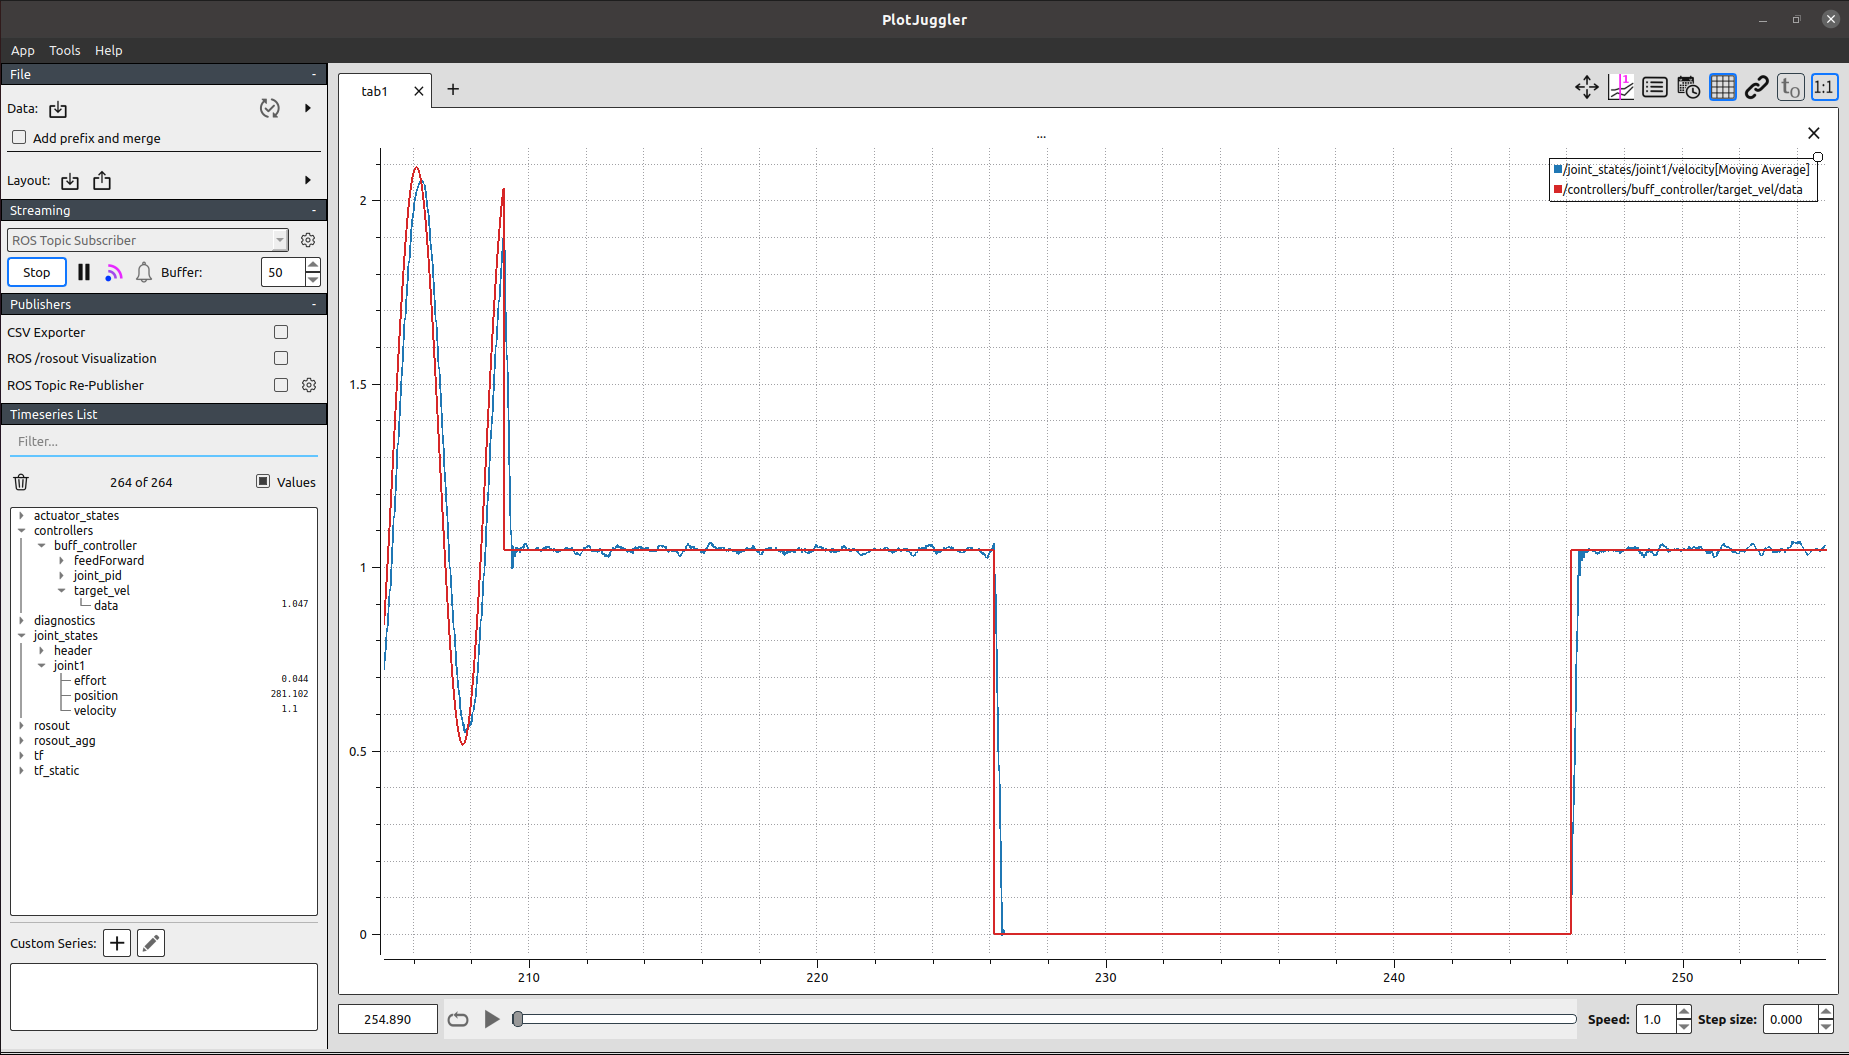 PlotJuggler
App Tools Help
File -
Data:
Add prefix and merge
Layout:
Streaming -
ROS Topic Subscriber
Stop Buffer: 50
Publishers -
CSV Exporter
ROS /rosout Visualization
ROS Topic Re-Publisher
Timeseries List
Filter...
264 of 264 Values
actuator_states
controllers
buff_controller
feedForward
joint_pid
target_vel
data 1.047
diagnostics
joint_states
header
joint1
effort 0.044
position 281.102
velocity 1.1
rosout
rosout_agg
tf
tf_static
Custom Series:
tab1
1
t0
1:1
...
/joint_states/joint1/velocity[Moving Average]
/controllers/buff_controller/target_vel/data
2
1.5
1
0.5
0
210 220 230 240 250
254.890 Speed: 1.0 Step size: 0.000